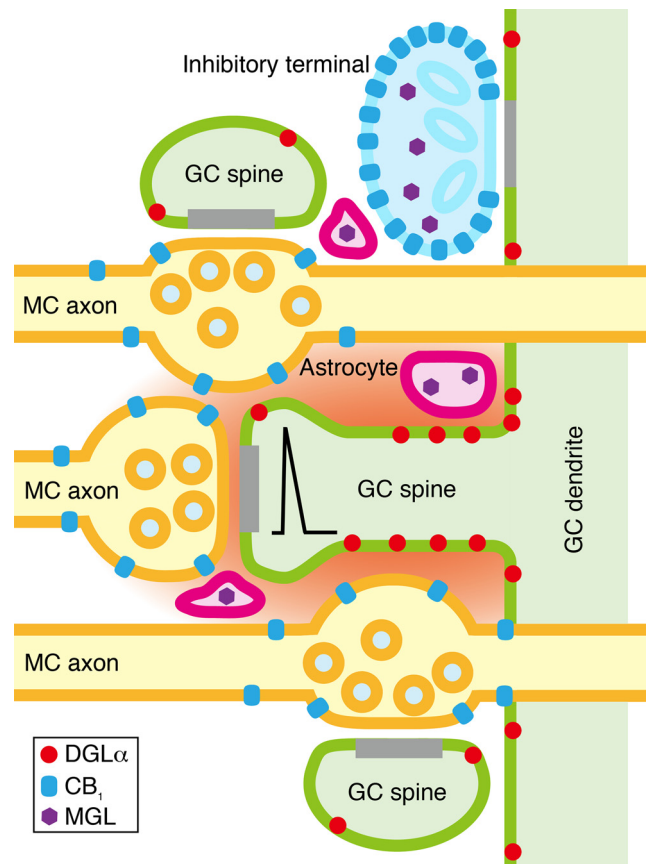 Inhibitory terminal
GC spine
MC axon
Astrocyte
MC axon
GC spine
GC dendrite
MC axon
GC spine
DGLα
CB₁
MGL